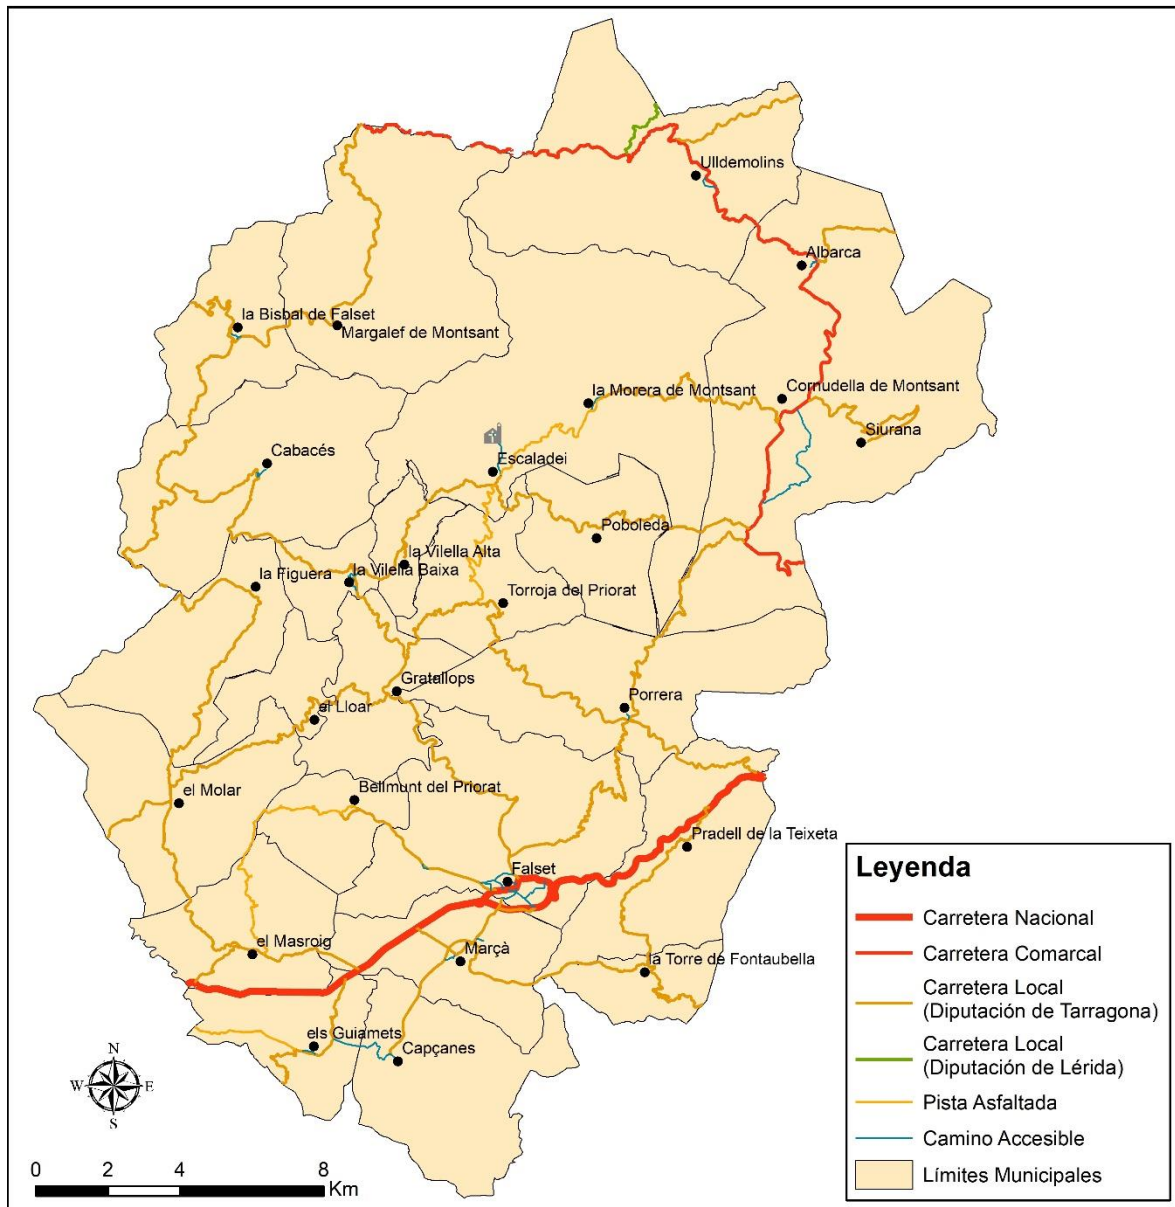 Ulldemolins
Albarca
la Bisbal de Falset
Margalef de Montsant
la Morera de Montsant
Cornudella de Montsant
Siurana
Cabacés
Escaladei
Poboleda
la Vilella Alta
la Figuera
la Vilella Baixa
Torroja del Priorat
Gratallops
el Lloar
Porrera
el Molar
Bellmunt del Priorat
Pradell de la Teixeta
Falset
el Masroig
Marçà
la Torre de Fontaubella
els Guiamets
Capçanes
N
W E
S
0 2 4 8
Km
Leyenda
Carretera Nacional
Carretera Comarcal
Carretera Local
(Diputación de Tarragona)
Carretera Local
(Diputación de Lérida)
Pista Asfaltada
Camino Accesible
Límites Municipales